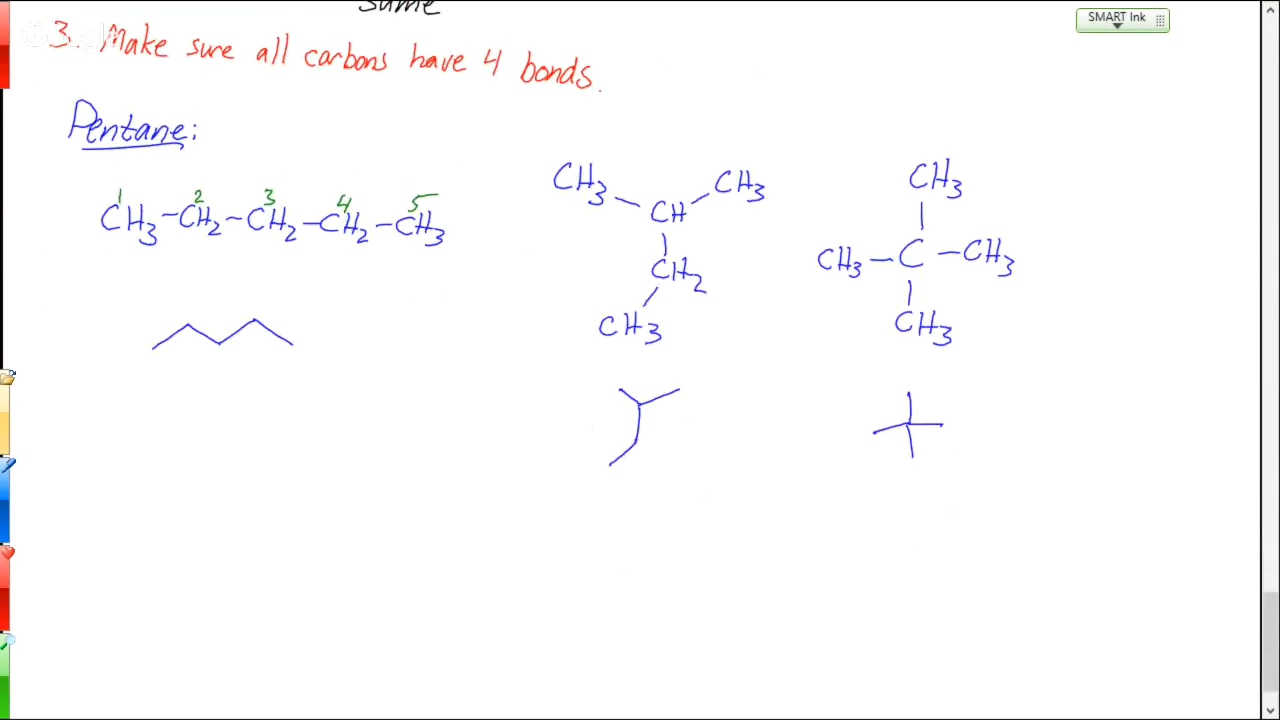 same
SMART Ink
3. Make sure all carbons have 4 bonds.
Pentane:
1 2 3 4 5
CH3-CH2-CH2-CH2-CH3
CH3 CH3
CH
CH2
CH3
CH3
CH3-C-CH3
CH3